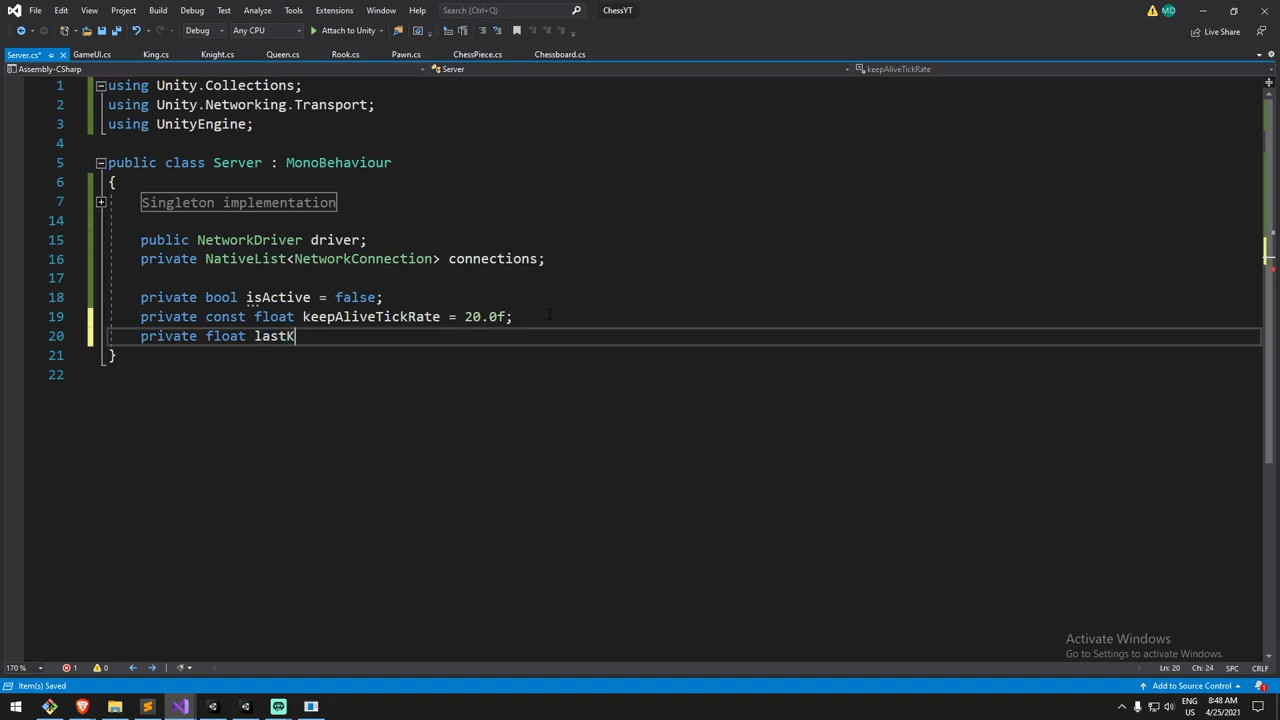 File Edit View Project Build Debug Test Analyze Tools Extensions Window Help Search (Ctrl+Q) ChessYT MD
Debug Any CPU Attach to Unity Live Share
Server.cs* GameUI.cs King.cs Knight.cs Queen.cs Rook.cs Pawn.cs ChessPiece.cs Chessboard.cs
Assembly-CSharp Server keepAliveTickRate
1 using Unity.Collections;
2 using Unity.Networking.Transport;
3 using UnityEngine;
4
5 public class Server : MonoBehaviour
6 {
7 Singleton implementation
14
15 public NetworkDriver driver;
16 private NativeList<NetworkConnection> connections;
17
18 private bool isActive = false;
19 private const float keepAliveTickRate = 20.0f;
20 private float lastK
21 }
22
Activate Windows
Go to Settings to activate Windows.
170 % 1 0 Ln: 20 Ch: 24 SPC CRLF
Item(s) Saved Add to Source Control 1
ENG US 8:48 AM 4/25/2021